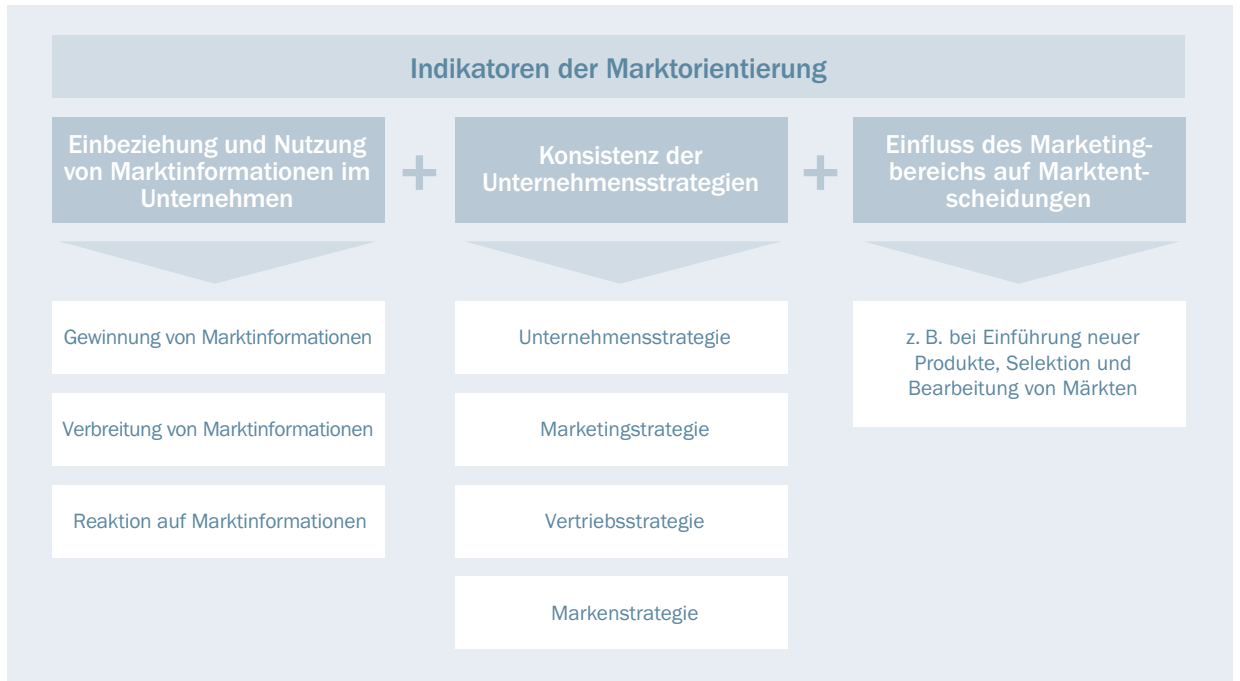 Indikatoren der Marktorientierung
Einbeziehung und Nutzung
von Marktinformationen im
Unternehmen
+
Konsistenz der
Unternehmensstrategien
+
Einfluss des Marketing-
bereichs auf Marktent-
scheidungen
Gewinnung von Marktinformationen
Verbreitung von Marktinformationen
Reaktion auf Marktinformationen
Unternehmensstrategie
Marketingstrategie
Vertriebsstrategie
Markenstrategie
z. B. bei Einführung neuer
Produkte, Selektion und
Bearbeitung von Märkten